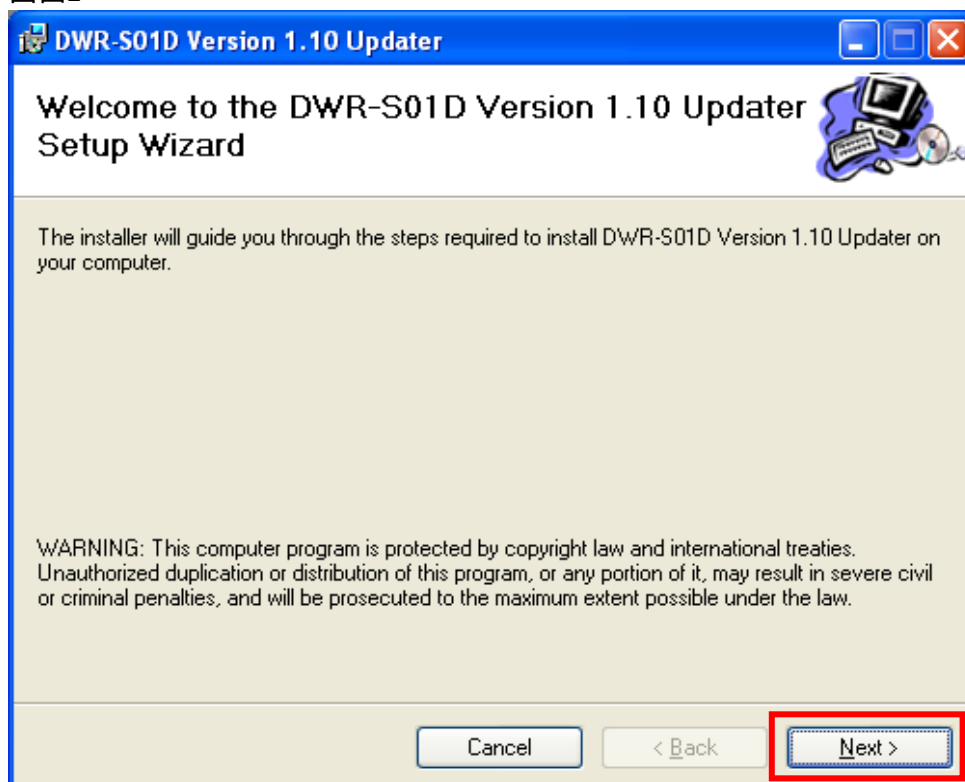 DWR-S01D Version 1.10 Updater
Welcome to the DWR-S01D Version 1.10 Updater
Setup Wizard
The installer will guide you through the steps required to install DWR-S01D Version 1.10 Updater on
your computer.
WARNING: This computer program is protected by copyright law and international treaties.
Unauthorized duplication or distribution of this program, or any portion of it, may result in severe civil
or criminal penalties, and will be prosecuted to the maximum extent possible under the law.
Cancel < Back Next >